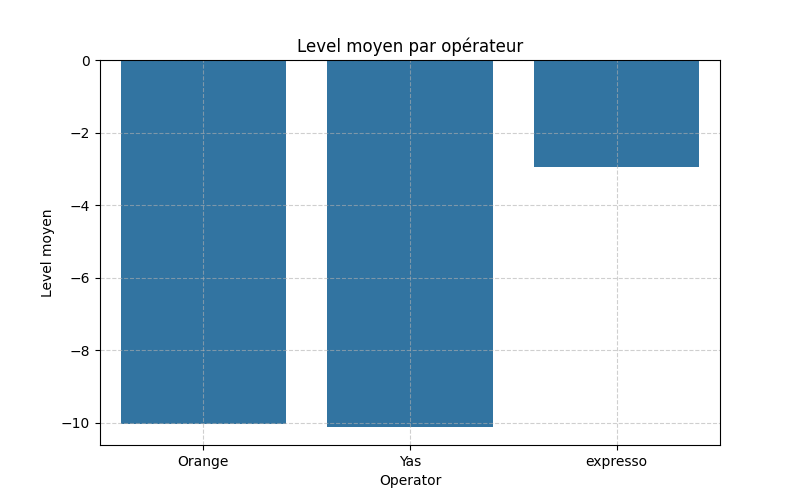 Level moyen par opérateur
0
−2
−4
−6
−8
−10
Level moyen
Orange Yas expresso
Operator